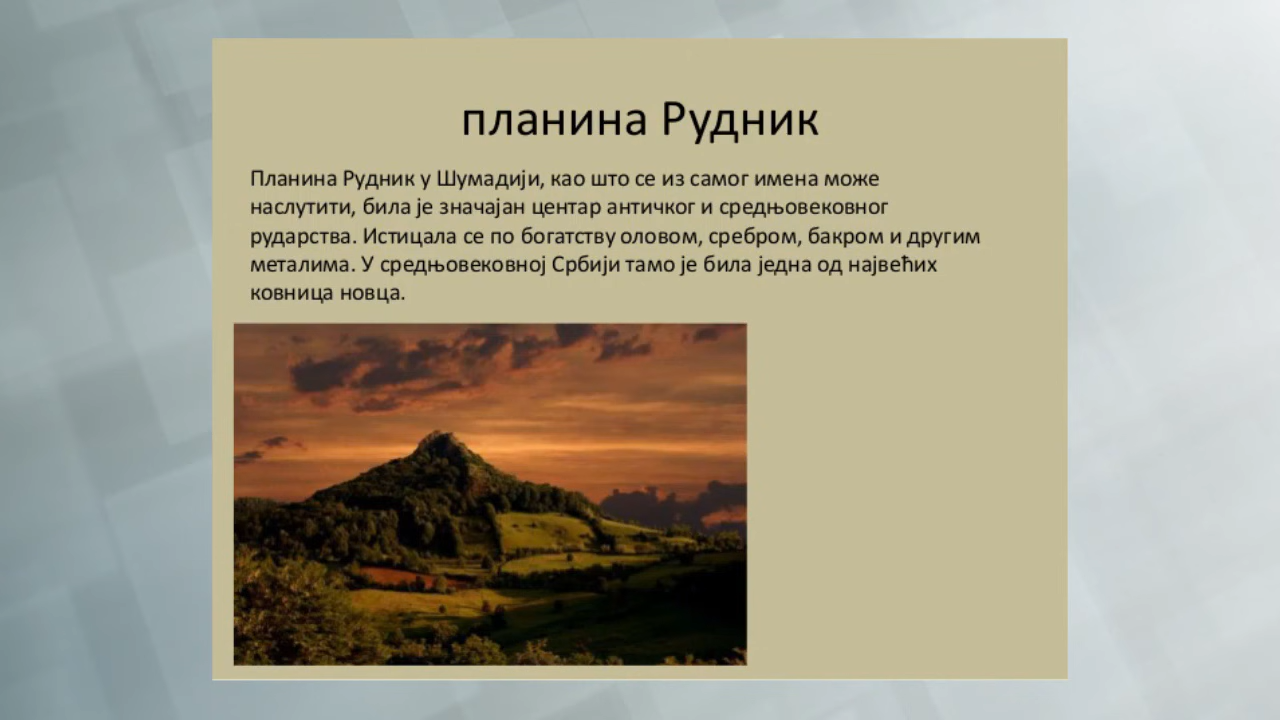 планина Рудник
Планина Рудник у Шумадији, као што се из самог имена може
наслутити, била је значајан центар античког и средњовековног
рударства. Истицала се по богатству оловом, сребром, бакром и другим
металима. У средњовековној Србији тамо је била једна од највећих
ковница новца.